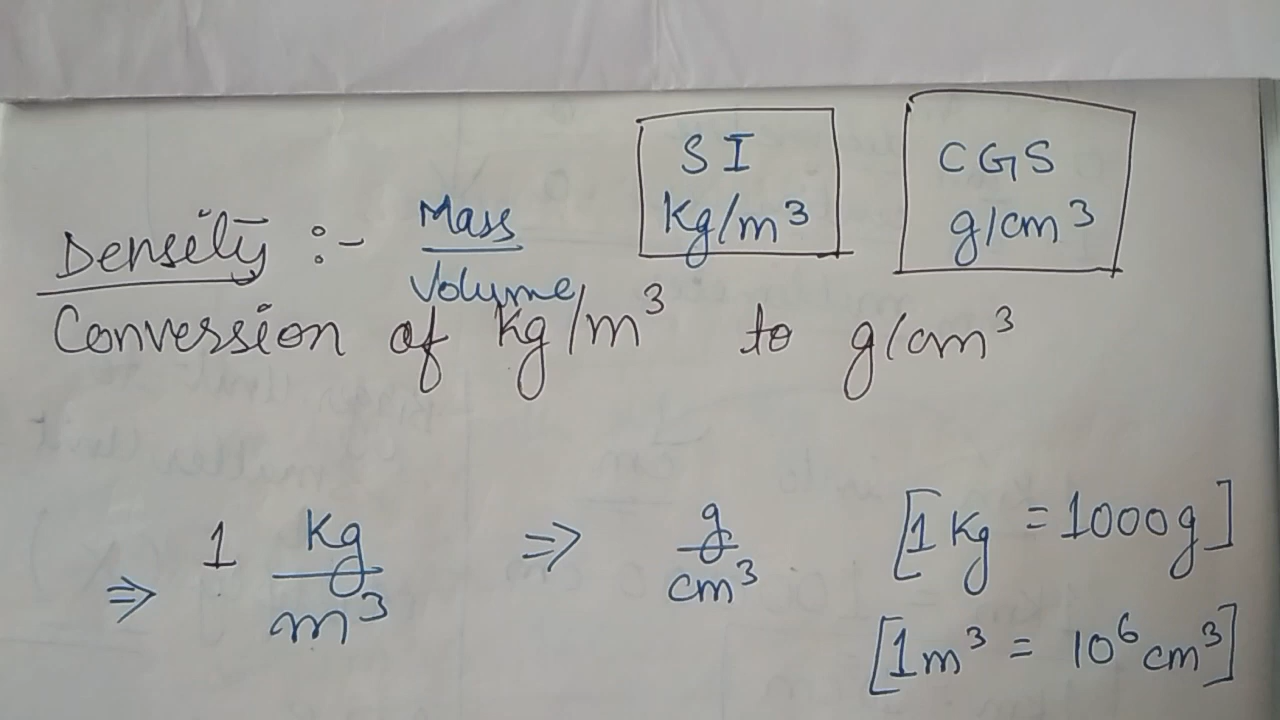 SI
Kg/m³
CGS
g/cm³
Density :- Mass
Volume
Conversion of kg/m³ to g/cm³
⇒ 1 Kg/m³ ⇒ g/cm³ [1 Kg = 1000g]
[1m³ = 10⁶ cm³]